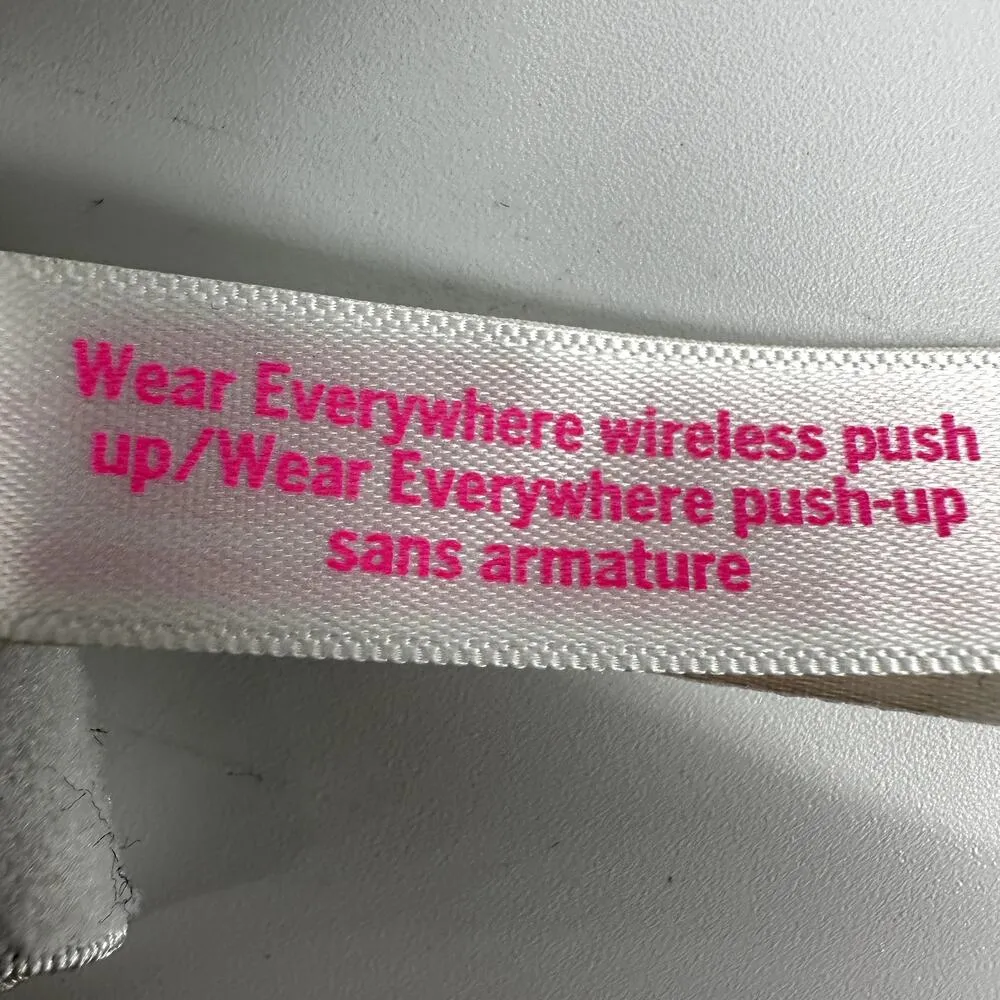 Wear Everywhere wireless push
up/Wear Everywhere push-up
sans armature